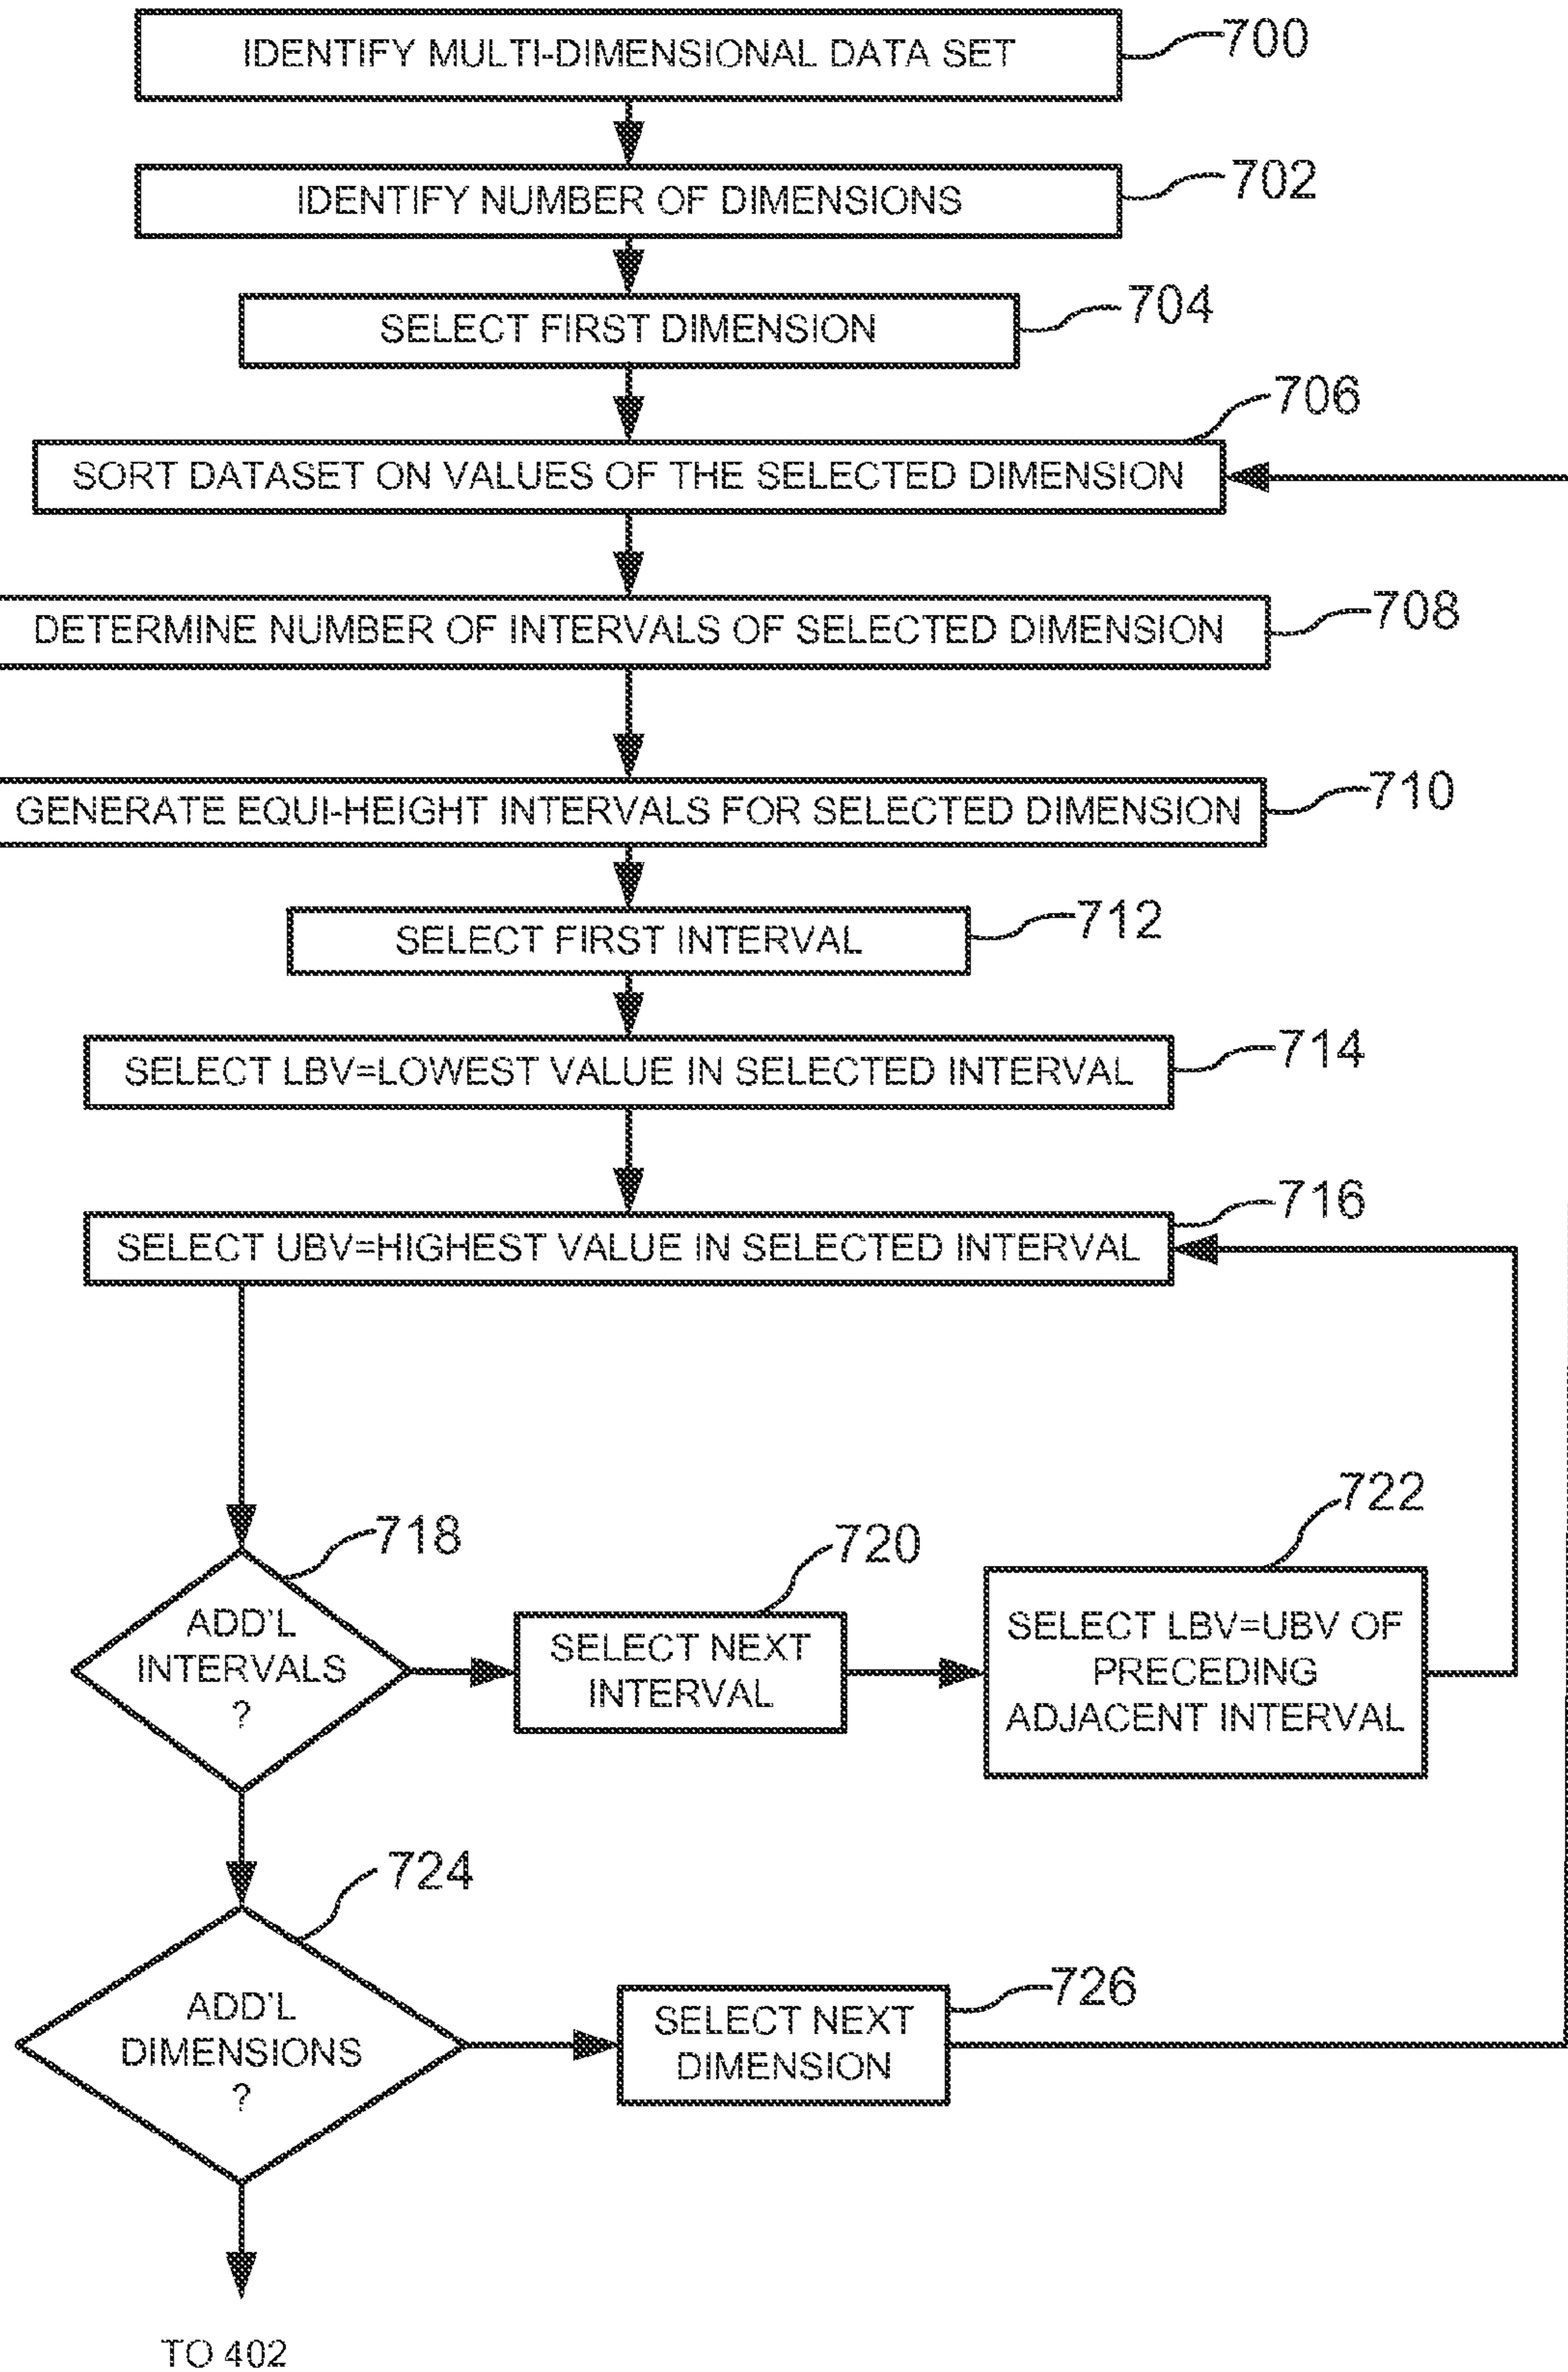 IDENTIFY MULTI-DIMENSIONAL DATA SET
700
IDENTIFY NUMBER OF DIMENSIONS
702
SELECT FIRST DIMENSION
704
706
SORT DATASET ON VALUES OF THE SELECTED DIMENSION
DETERMINE NUMBER OF INTERVALS OF SELECTED DIMENSION
708
GENERATE EQUI-HEIGHT INTERVALS FOR SELECTED DIMENSION
710
SELECT FIRST INTERVAL
712
SELECT LBV=LOWEST VALUE IN SELECTED INTERVAL
714
716
SELECT UBV=HIGHEST VALUE IN SELECTED INTERVAL
718
ADD'L
INTERVALS
?
720
SELECT NEXT
INTERVAL
722
SELECT LBV=UBV OF
PRECEDING
ADJACENT INTERVAL
724
ADD'L
DIMENSIONS
?
726
SELECT NEXT
DIMENSION
TO 402